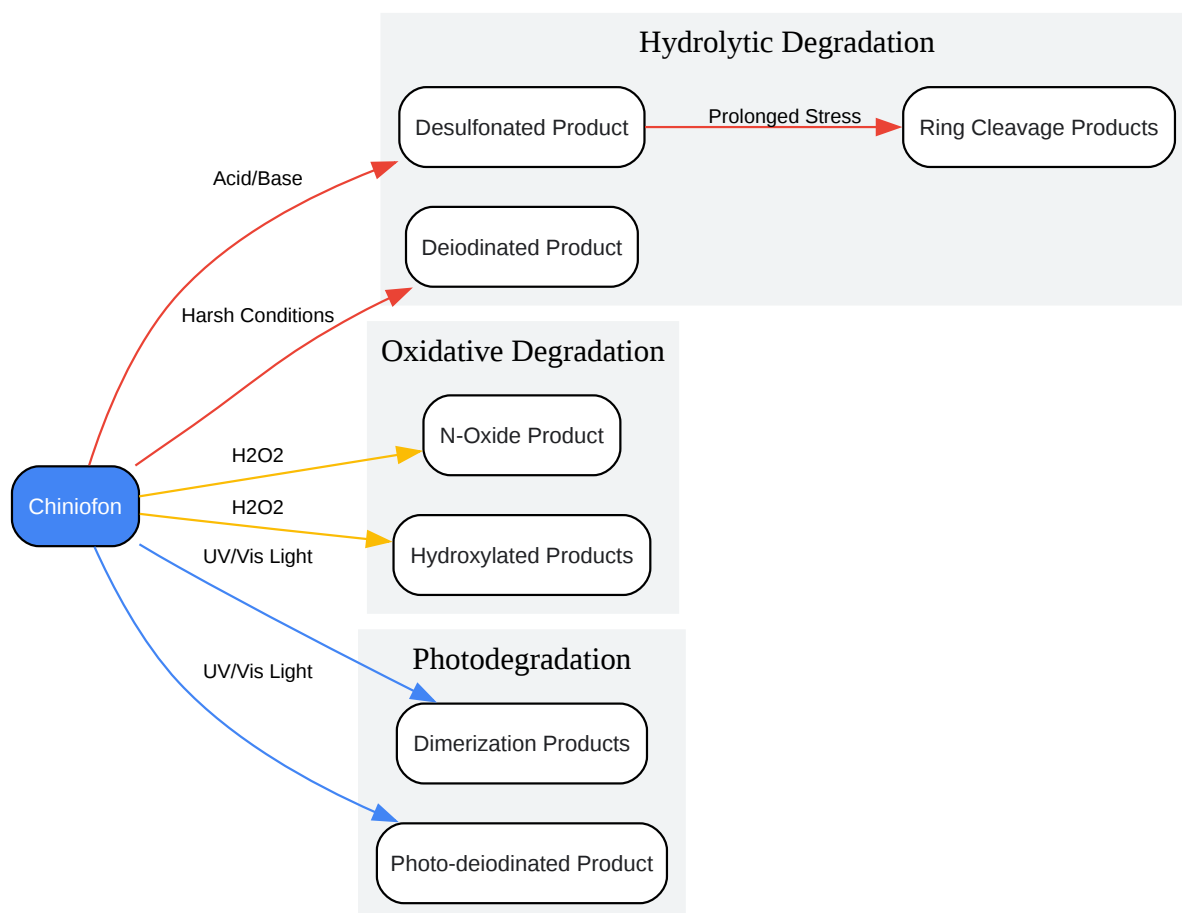 Hydrolytic Degradation
Desulfonated Product
Prolonged Stress
Ring Cleavage Products
Acid/Base
Deiodinated Product
Harsh Conditions
Oxidative Degradation
N-Oxide Product
H2O2
Chiniofon
H2O2
Hydroxylated Products
UV/Vis Light
Photodegradation
UV/Vis Light
Dimerization Products
Photo-deiodinated Product